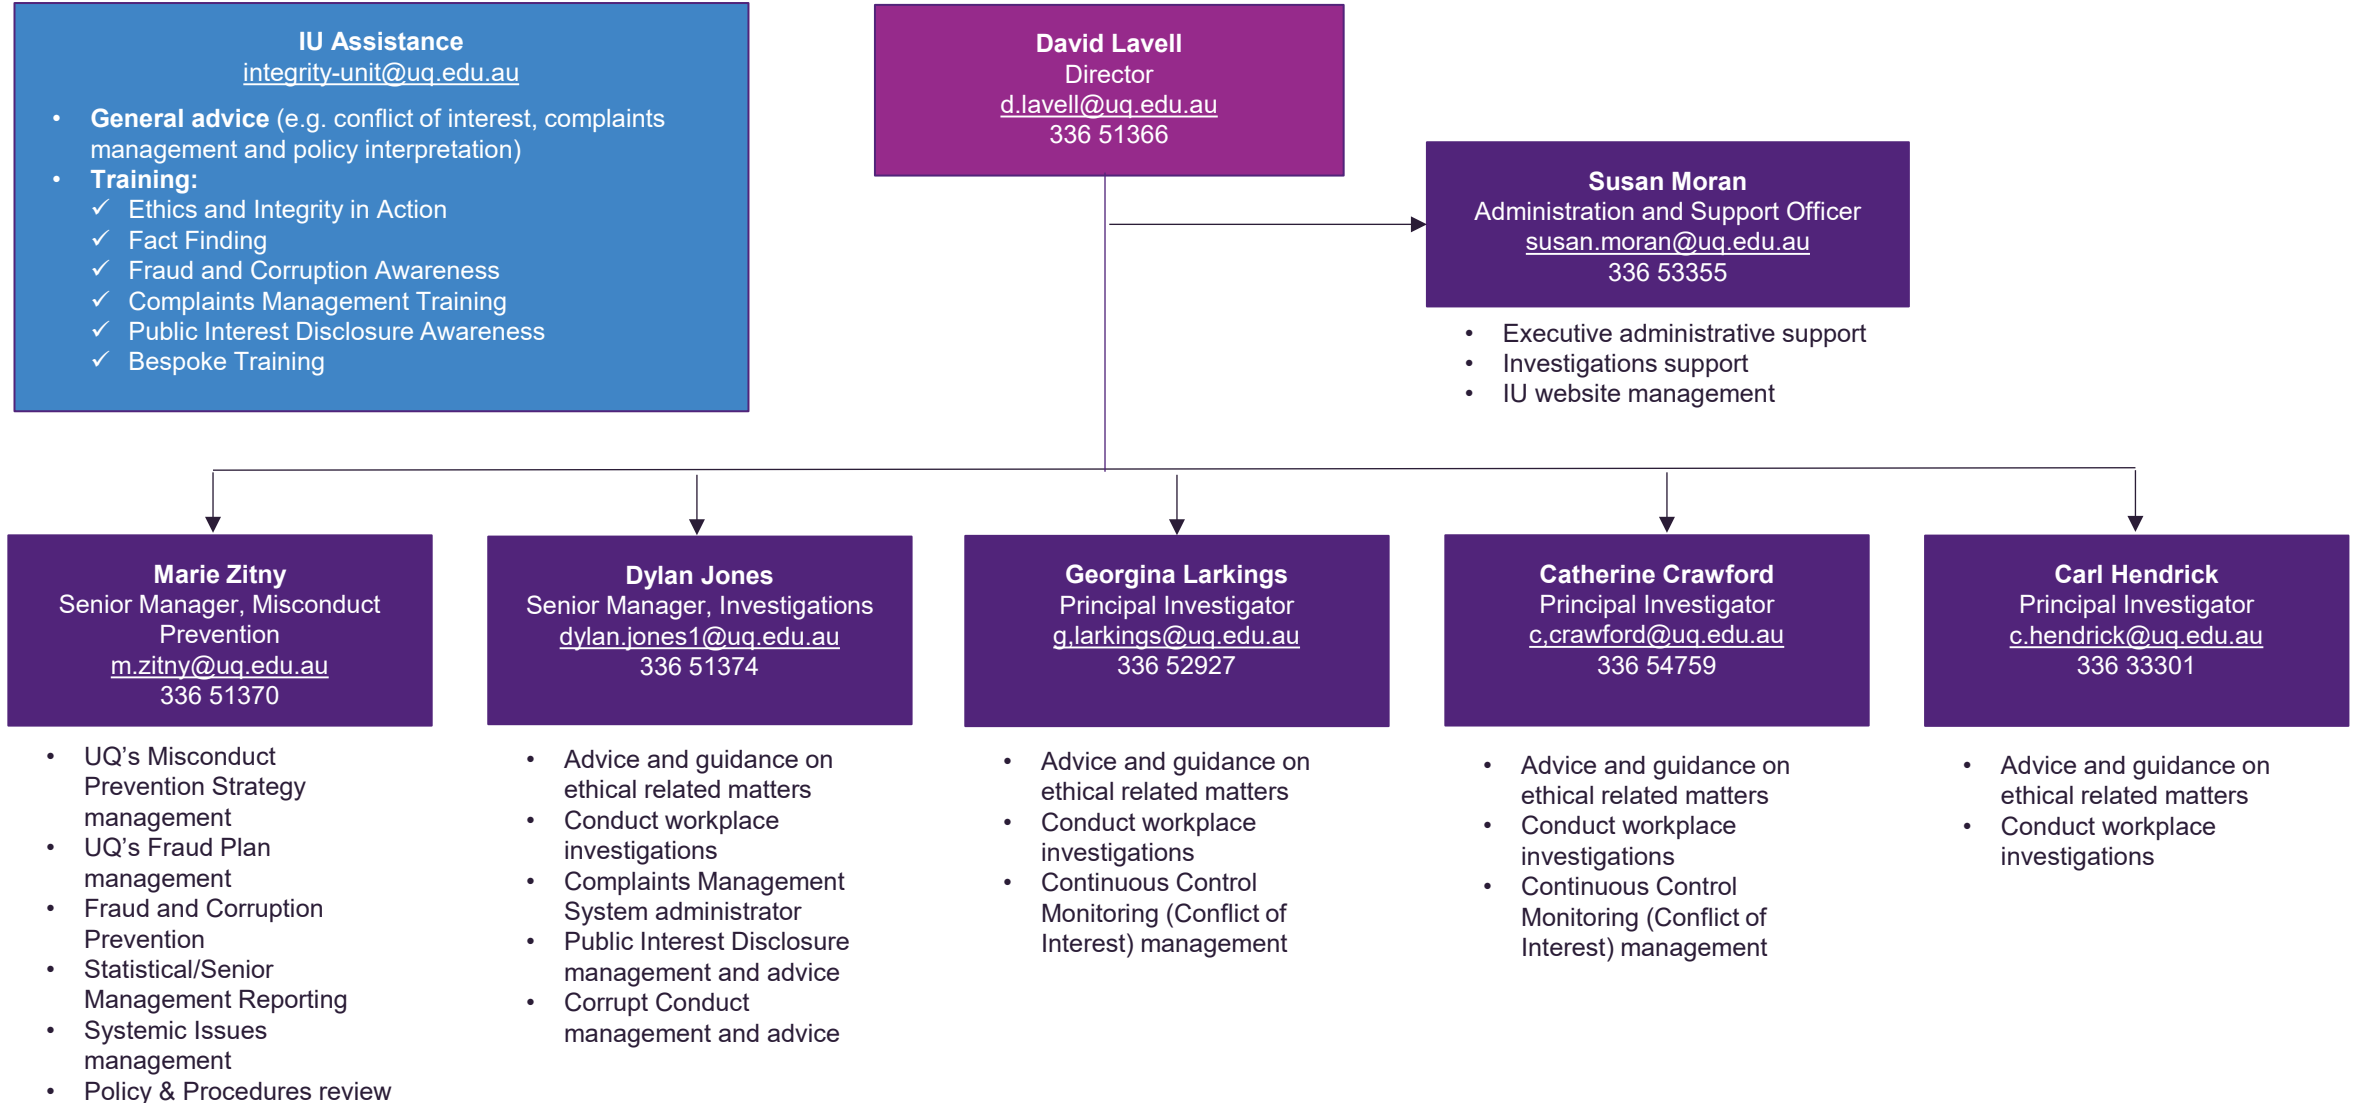 IU Assistance
integrity-unit@uq.edu.au
• General advice (e.g. conflict of interest, complaints
management and policy interpretation)
• Training:
✓ Ethics and Integrity in Action
✓ Fact Finding
✓ Fraud and Corruption Awareness
✓ Complaints Management Training
✓ Public Interest Disclosure Awareness
✓ Bespoke Training
David Lavell
Director
d.lavell@uq.edu.au
336 51366
Susan Moran
Administration and Support Officer
susan.moran@uq.edu.au
336 53355
• Executive administrative support
• Investigations support
• IU website management
Marie Zitny
Senior Manager, Misconduct
Prevention
m.zitny@uq.edu.au
336 51370
• UQ's Misconduct
Prevention Strategy
management
• UQ's Fraud Plan
management
• Fraud and Corruption
Prevention
• Statistical/Senior
Management Reporting
• Systemic Issues
management
• Policy & Procedures review
Dylan Jones
Senior Manager, Investigations
dylan.jones1@uq.edu.au
336 51374
• Advice and guidance on
ethical related matters
• Conduct workplace
investigations
• Complaints Management
System administrator
• Public Interest Disclosure
management and advice
• Corrupt Conduct
management and advice
Georgina Larkings
Principal Investigator
g,larkings@uq.edu.au
336 52927
• Advice and guidance on
ethical related matters
• Conduct workplace
investigations
• Continuous Control
Monitoring (Conflict of
Interest) management
Catherine Crawford
Principal Investigator
c,crawford@uq.edu.au
336 54759
• Advice and guidance on
ethical related matters
• Conduct workplace
investigations
• Continuous Control
Monitoring (Conflict of
Interest) management
Carl Hendrick
Principal Investigator
c.hendrick@uq.edu.au
336 33301
• Advice and guidance on
ethical related matters
• Conduct workplace
investigations